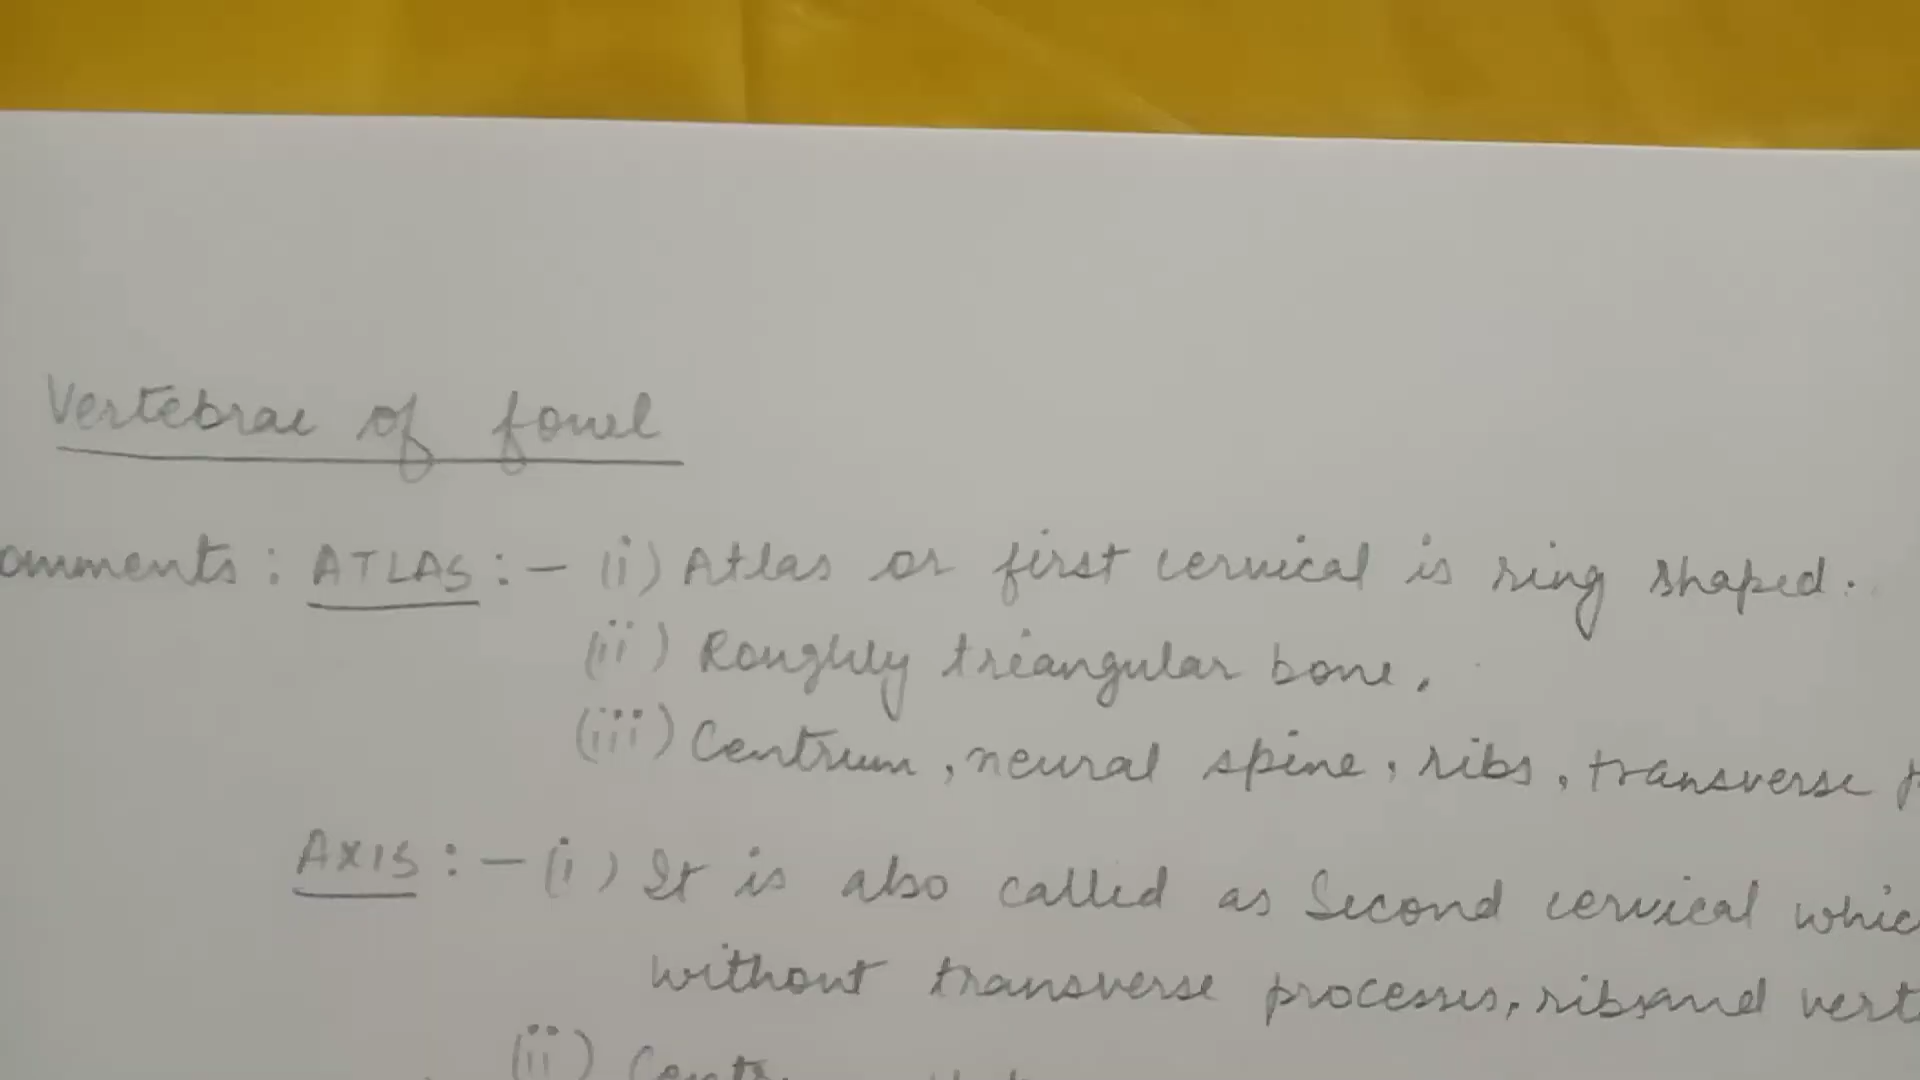 Vertebrae of fowl
omments : ATLAS :- (i) Atlas or first cervical is ring shaped.
(ii) Roughly triangular bone.
(iii) Centrum, neural spine, ribs, transverse
AXIS :- (i) It is also called as Second cervical whic
without transverse processes, ribs and vert
(ii)